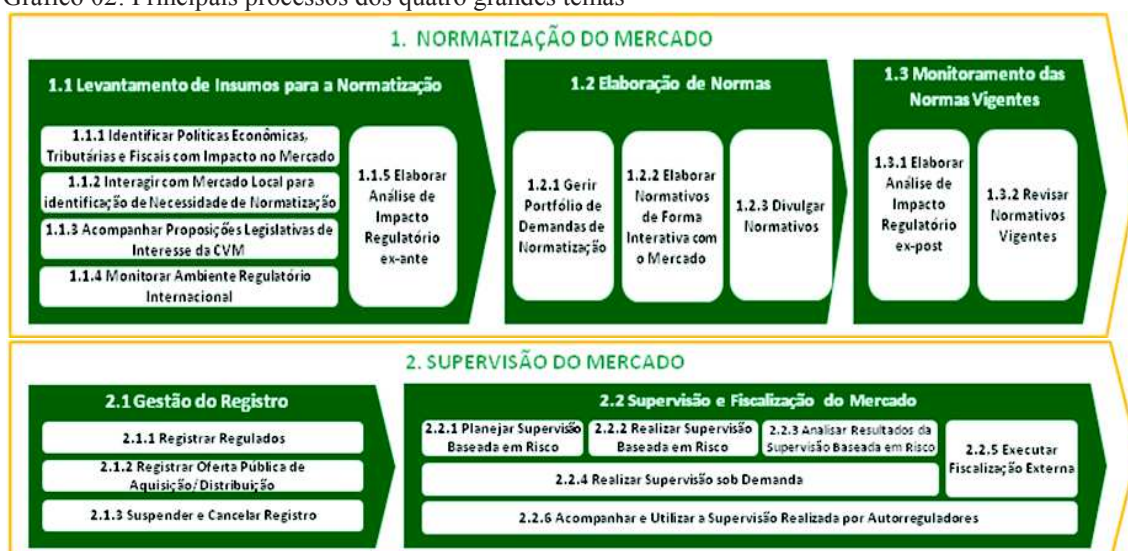 Gráfico 02: Principais processos dos quatro grandes temas
1. NORMATIZAÇÃO DO MERCADO
1.1 Levantamento de Insumos para a Normatização
1.1.1 Identificar Políticas Econômicas,
Tributárias e Fiscais com Impacto no Mercado
1.1.2 Interagir com Mercado Local para
identificação de Necessidade de Normatização
1.1.3 Acompanhar Proposições Legislativas de
Interesse da CVM
1.1.4 Monitorar Ambiente Regulatório
Internacional
1.1.5 Elaborar
Análise de
Impacto
Regulatório
ex-ante
1.2 Elaboração de Normas
1.2.1 Gerir
Portfólio de
Demandas de
Normatização
1.2.2 Elaborar
Normativos
de Forma
Interativa com
o Mercado
1.2.3 Divulgar
Normativos
1.3 Monitoramento das
Normas Vigentes
1.3.1 Elaborar
Análise de
Impacto
Regulatório
ex-post
1.3.2 Revisar
Normativos
Vigentes
2. SUPERVISÃO DO MERCADO
2.1 Gestão do Registro
2.1.1 Registrar Regulados
2.1.2 Registrar Oferta Pública de
Aquisição/Distribuição
2.1.3 Suspender e Cancelar Registro
2.2 Supervisão e Fiscalização do Mercado
2.2.1 Planejar Supervisão
Baseada em Risco
2.2.2 Realizar Supervisão
Baseada em Risco
2.2.3 Analisar Resultados da
Supervisão Baseada em Risco
2.2.4 Realizar Supervisão sob Demanda
2.2.5 Executar
Fiscalização Externa
2.2.6 Acompanhar e Utilizar a Supervisão Realizada por Autorreguladores